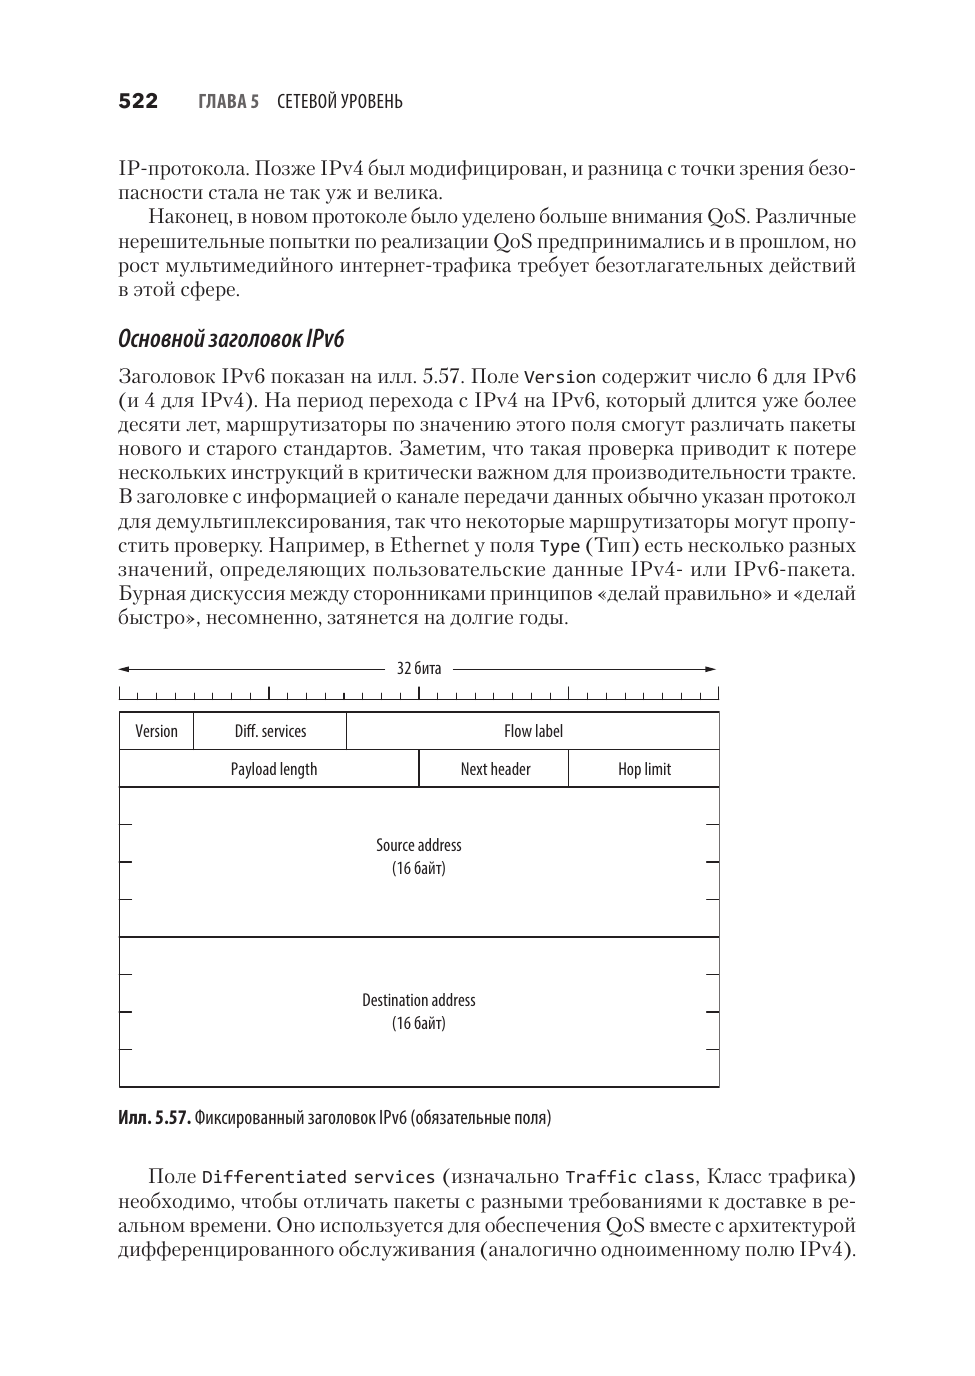 522 ГЛАВА 5 СЕТЕВОЙ УРОВЕНЬ
IP-протокола. Позже IPv4 был модифицирован, и разница с точки зрения безо-
пасности стала не так уж и велика.
Наконец, в новом протоколе было уделено больше внимания QoS. Различные
нерешительные попытки по реализации QoS предпринимались и в прошлом, но
рост мультимедийного интернет-трафика требует безотлагательных действий
в этой сфере.
Основной заголовок IPv6
Заголовок IPv6 показан на илл. 5.57. Поле Version содержит число 6 для IPv6
(и 4 для IPv4). На период перехода с IPv4 на IPv6, который длится уже более
десяти лет, маршрутизаторы по значению этого поля смогут различать пакеты
нового и старого стандартов. Заметим, что такая проверка приводит к потере
нескольких инструкций в критически важном для производительности тракте.
В заголовке с информацией о канале передачи данных обычно указан протокол
для демультиплексирования, так что некоторые маршрутизаторы могут пропу-
стить проверку. Например, в Ethernet у поля Type (Тип) есть несколько разных
значений, определяющих пользовательские данные IPv4- или IPv6-пакета.
Бурная дискуссия между сторонниками принципов «делай правильно» и «делай
быстро», несомненно, затянется на долгие годы.
32 бита
Version Diff. services Flow label
Payload length Next header Hop limit
Source address
(16 байт)
Destination address
(16 байт)
Илл. 5.57. Фиксированный заголовок IPv6 (обязательные поля)
Поле Differentiated services (изначально Traffic class, Класс трафика)
необходимо, чтобы отличать пакеты с разными требованиями к доставке в ре-
альном времени. Оно используется для обеспечения QoS вместе с архитектурой
дифференцированного обслуживания (аналогично одноименному полю IPv4).